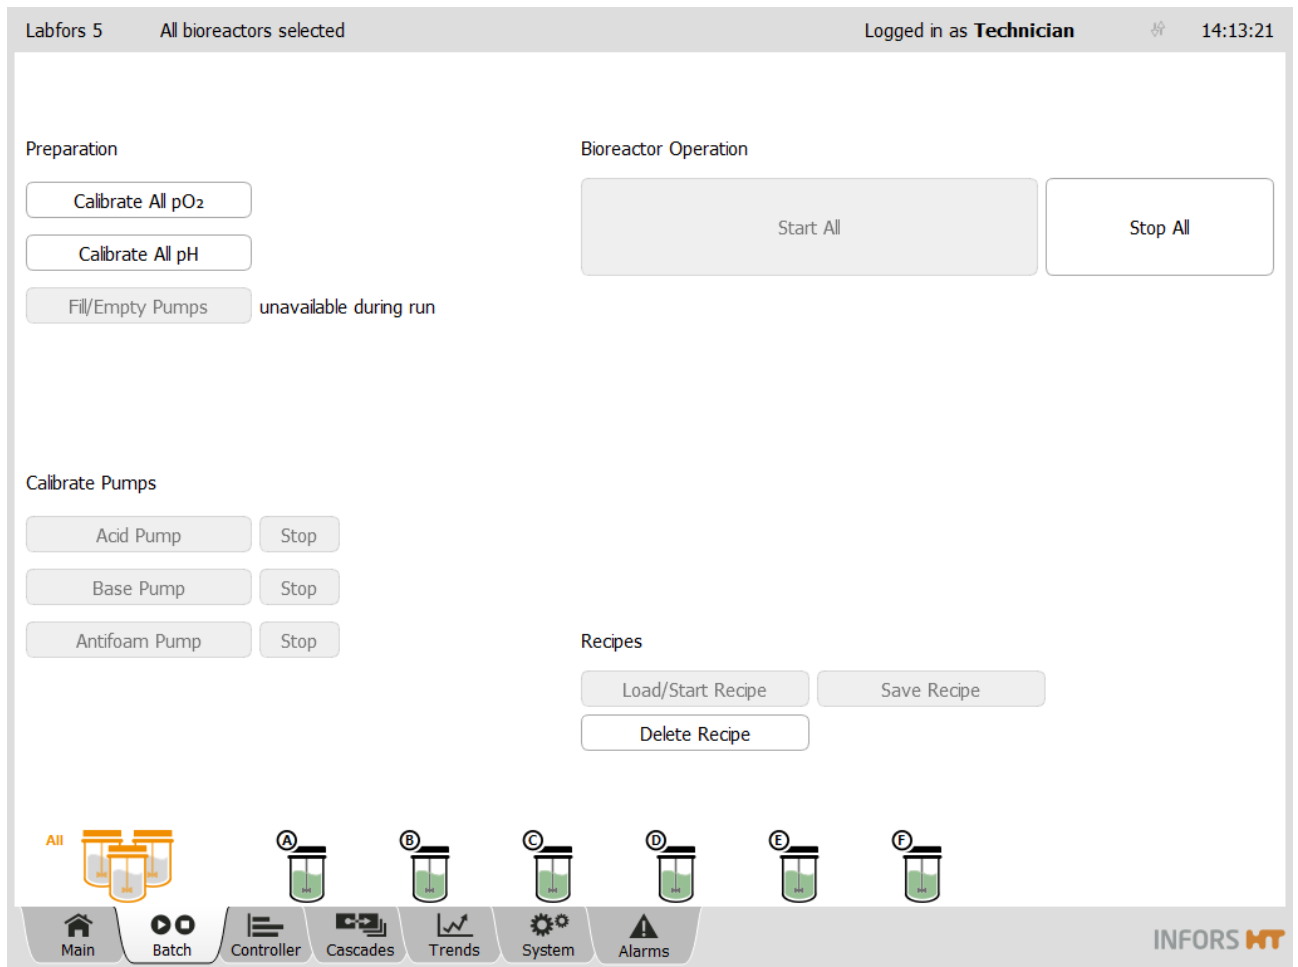 Labfors 5 All bioreactors selected Logged in as Technician 14:13:21
Preparation
Calibrate All pO₂
Calibrate All pH
Fill/Empty Pumps unavailable during run
Bioreactor Operation
Start All
Stop All
Calibrate Pumps
Acid Pump Stop
Base Pump Stop
Antifoam Pump Stop
Recipes
Load/Start Recipe Save Recipe
Delete Recipe
All A B C D E F
Main Batch Controller Cascades Trends System Alarms
INFORS HT